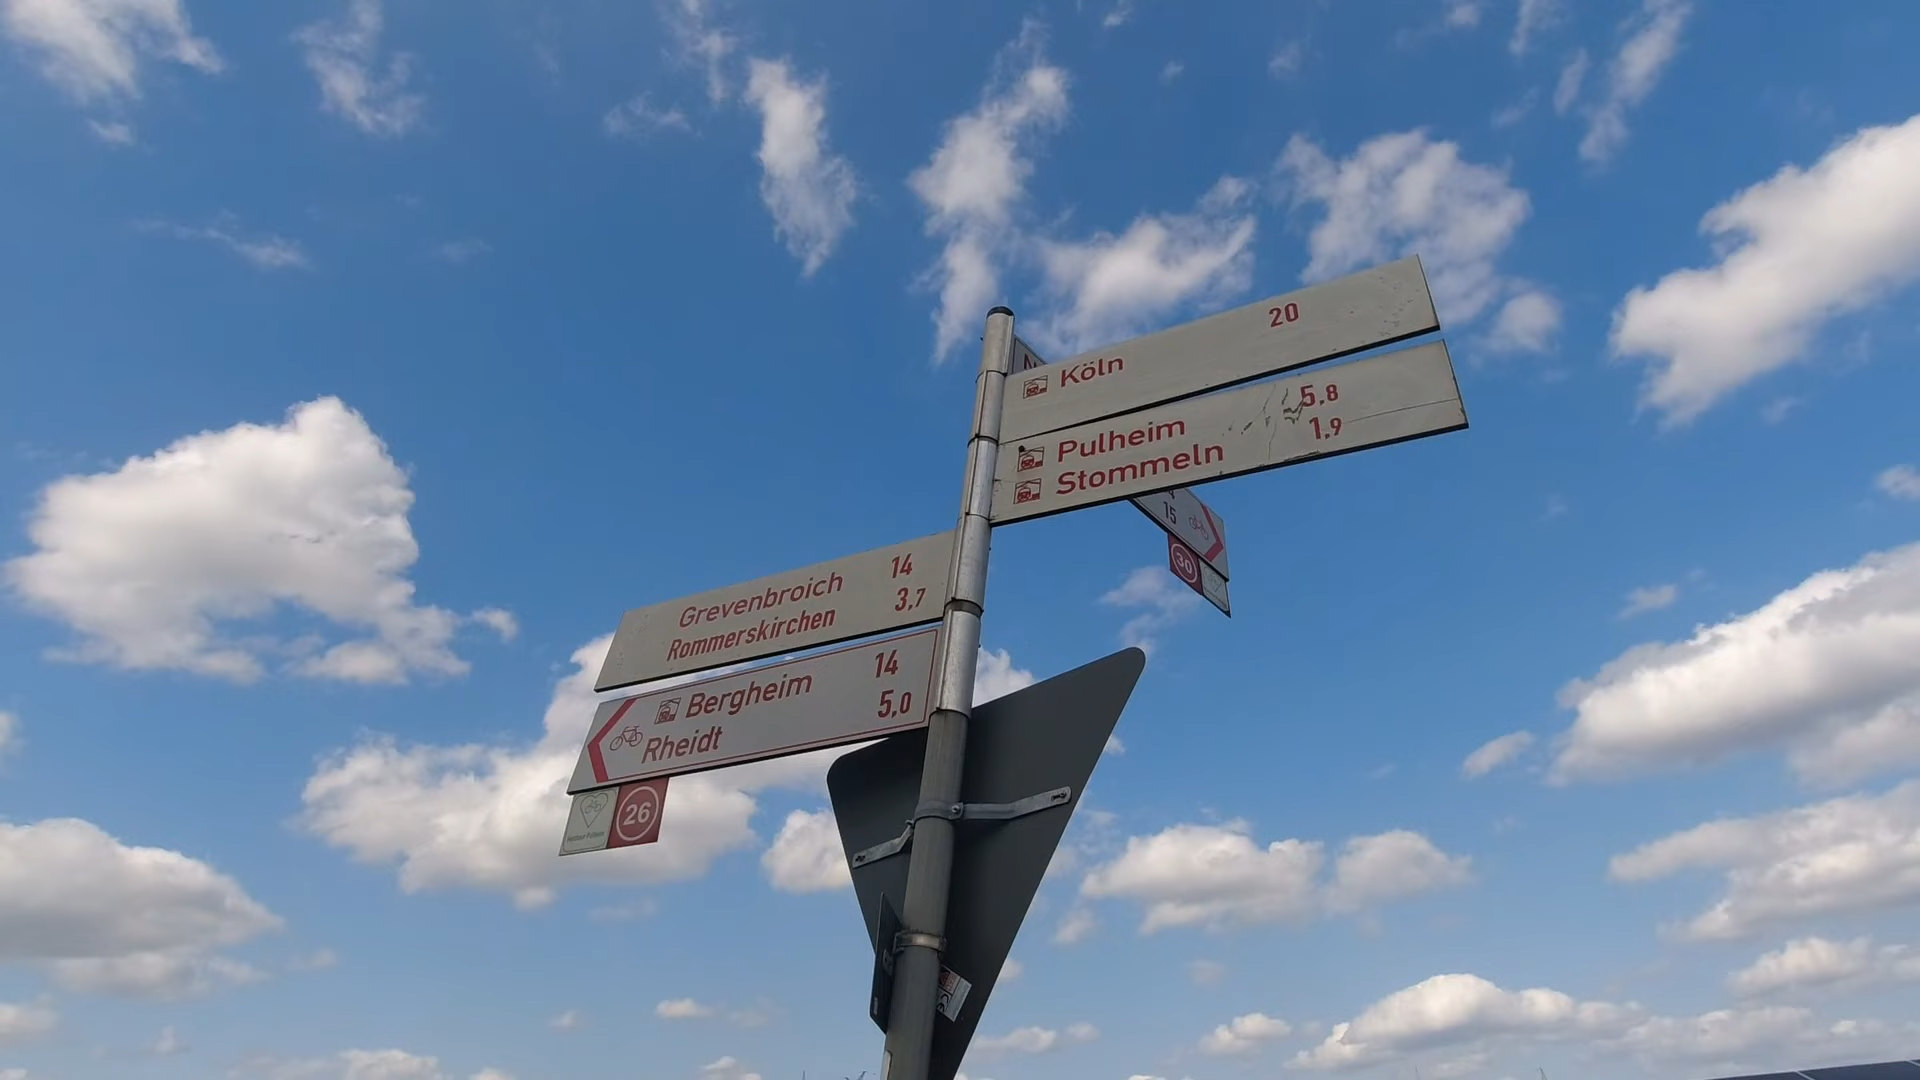 Köln 20
Pulheim 5,8
Stommeln 1,9
15
30
Grevenbroich 14
Rommerskirchen 3,7
Bergheim 14
Rheidt 5,0
26